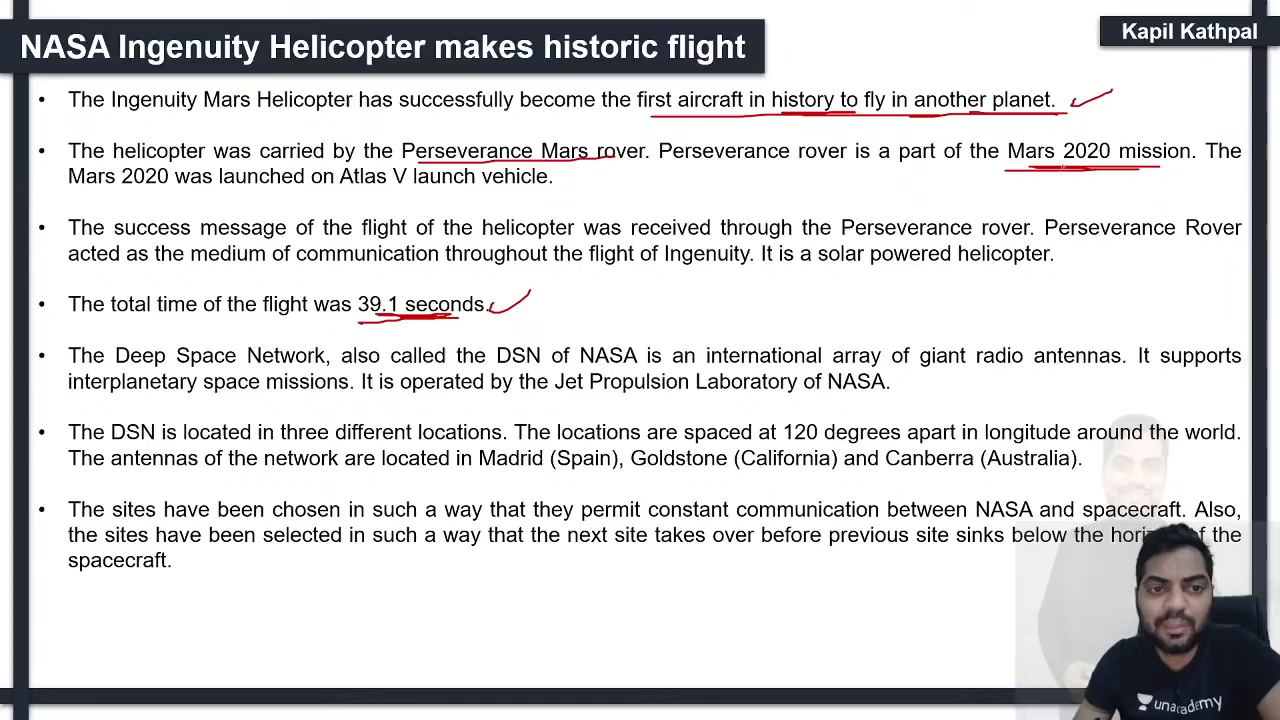 NASA Ingenuity Helicopter makes historic flight
Kapil Kathpal
• The Ingenuity Mars Helicopter has successfully become the first aircraft in history to fly in another planet.
• The helicopter was carried by the Perseverance Mars rover. Perseverance rover is a part of the Mars 2020 mission. The
Mars 2020 was launched on Atlas V launch vehicle.
• The success message of the flight of the helicopter was received through the Perseverance rover. Perseverance Rover
acted as the medium of communication throughout the flight of Ingenuity. It is a solar powered helicopter.
• The total time of the flight was 39.1 seconds.
• The Deep Space Network, also called the DSN of NASA is an international array of giant radio antennas. It supports
interplanetary space missions. It is operated by the Jet Propulsion Laboratory of NASA.
• The DSN is located in three different locations. The locations are spaced at 120 degrees apart in longitude around the world.
The antennas of the network are located in Madrid (Spain), Goldstone (California) and Canberra (Australia).
• The sites have been chosen in such a way that they permit constant communication between NASA and spacecraft. Also,
the sites have been selected in such a way that the next site takes over before previous site sinks below the the
spacecraft.
unacademy